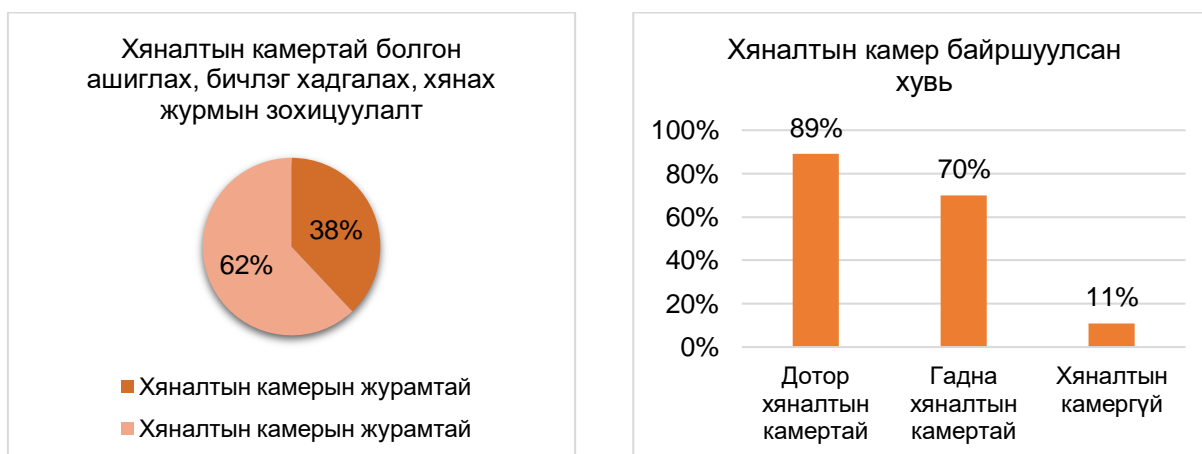 Хяналтын камертай болгон
ашиглах, бичлэг хадгалах, хянах
журмын зохицуулалт
38%
62%
Хяналтын камерын журамтай
Хяналтын камерын журамтай
Хяналтын камер байршуулсан
хувь
100%
80%
60%
40%
20%
0%
89%
70%
11%
Дотор
хяналтын
камертай
Гадна
хяналтын
камертай
Хяналтын
камергүй